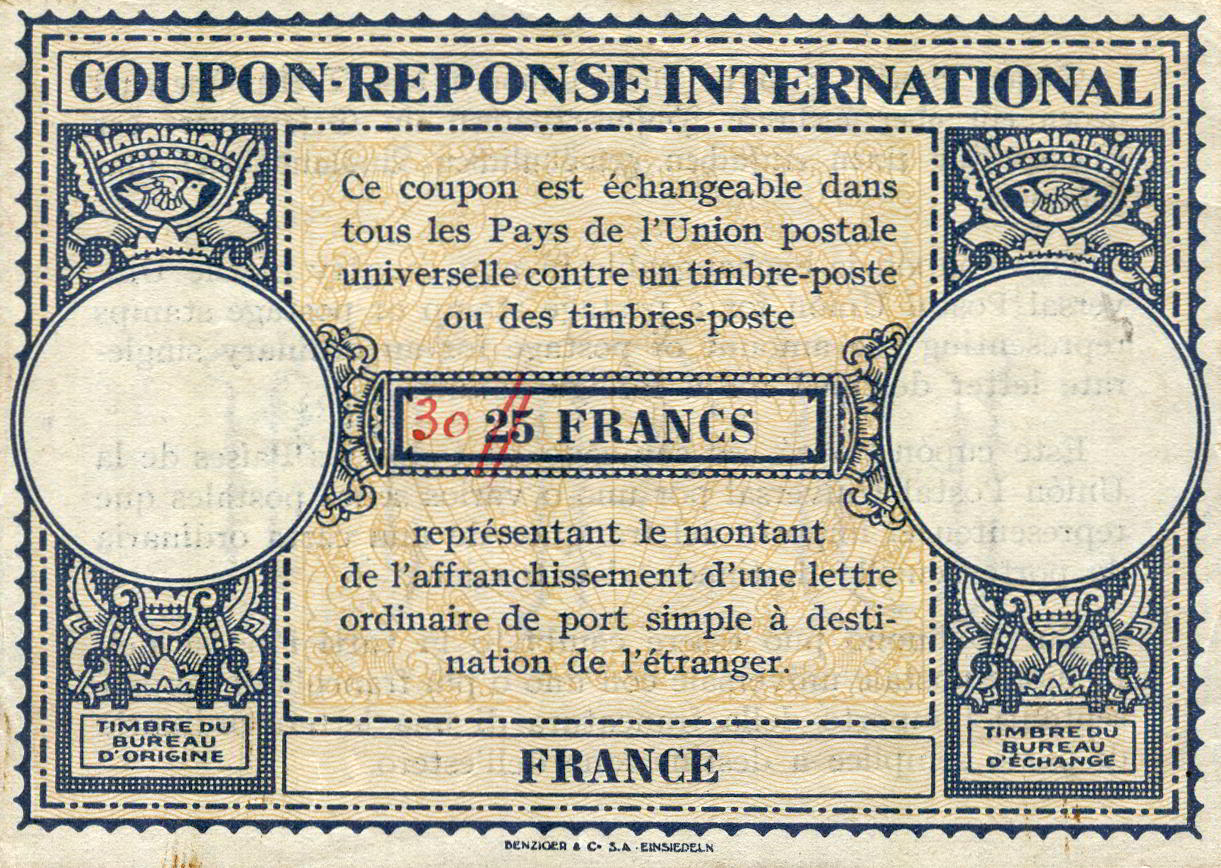 COUPON-REPONSE INTERNATIONAL
Ce coupon est échangeable dans
tous les Pays de l'Union postale
universelle contre un timbre-poste
ou des timbres-poste
30 25 FRANCS
représentant le montant
de l'affranchissement d'une lettre
ordinaire de port simple à desti-
nation de l'étranger.
TIMBRE DU
BUREAU
D'ORIGINE
FRANCE
TIMBRE DU
BUREAU
D'ÉCHANGE
BENZIGER & Cº S.A - EINSIEDELN